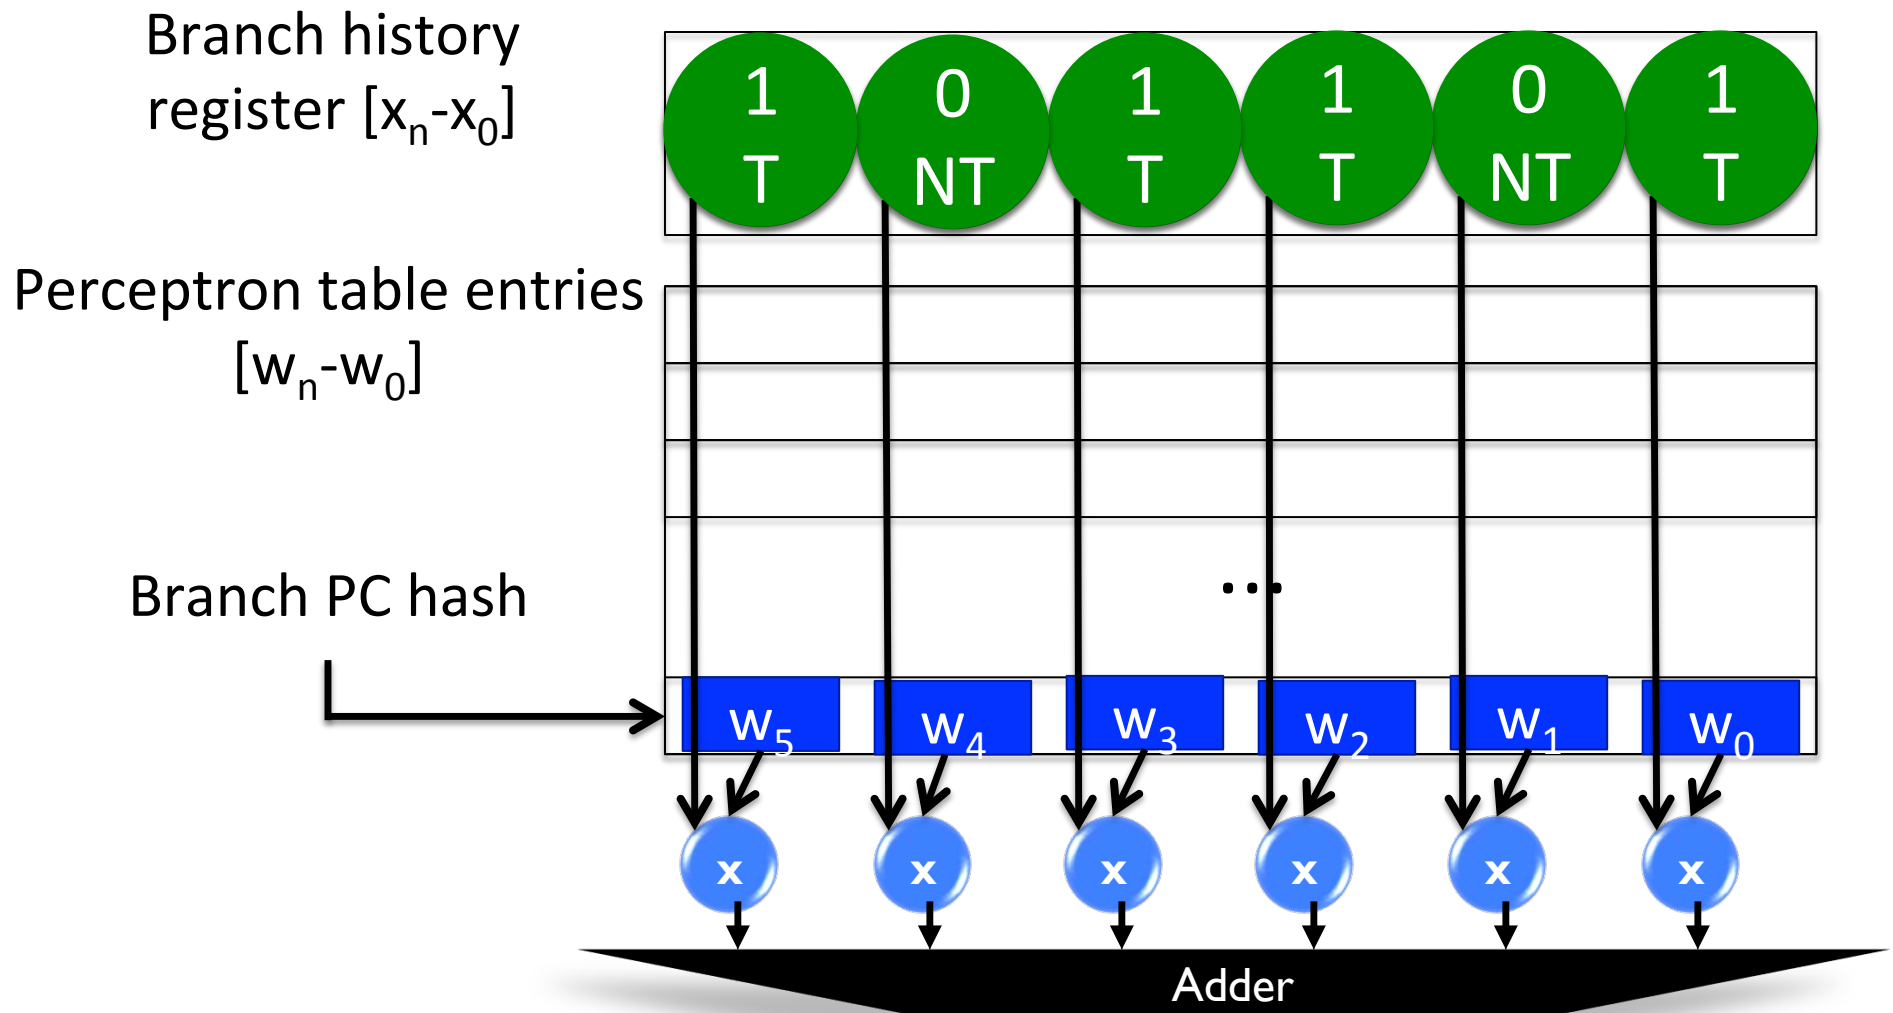 Branch history
register [xₙ-x₀]
1 0 1 1 0 1
T NT T T NT T
Perceptron table entries
[wₙ-w₀]
...
Branch PC hash
w₅ w₄ w₃ w₂ w₁ w₀
x x x x x x
Adder